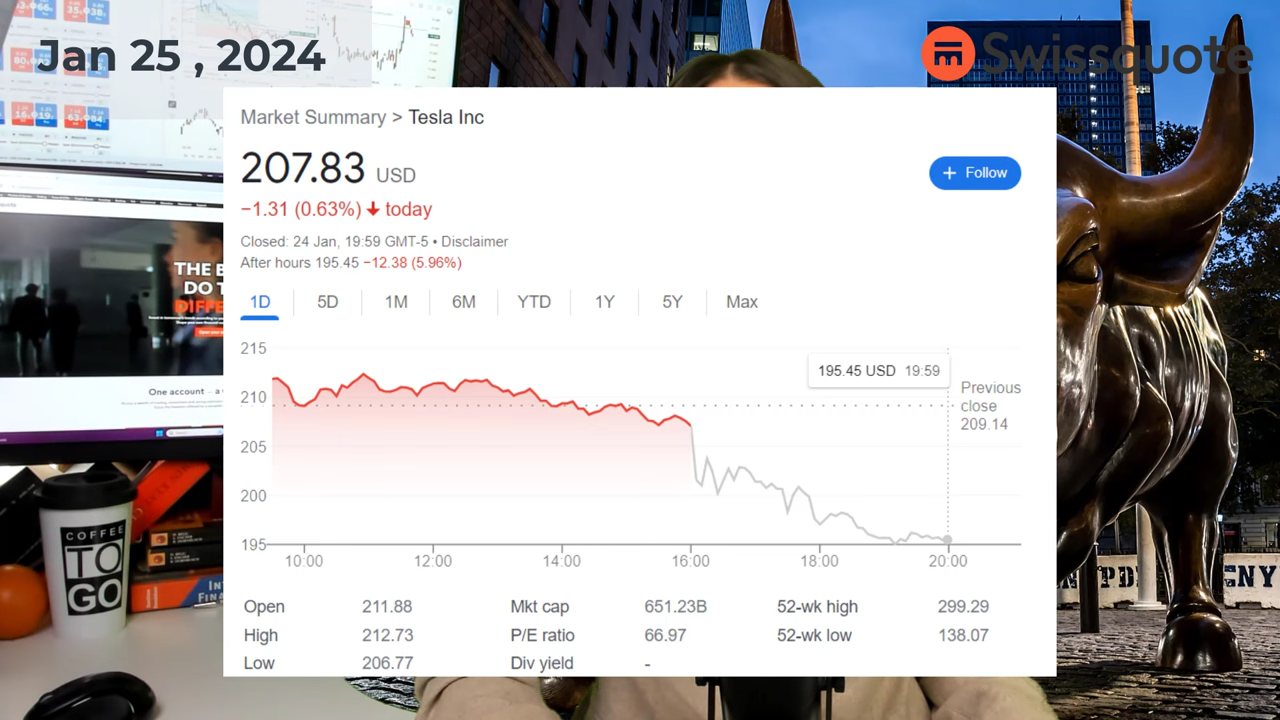 Jan 25 , 2024
Swissquote
Market Summary > Tesla Inc
207.83 USD
+ Follow
−1.31 (0.63%) ↓ today
Closed: 24 Jan, 19:59 GMT-5 • Disclaimer
After hours 195.45 −12.38 (5.96%)
1D 5D 1M 6M YTD 1Y 5Y Max
215
210
205
200
195
195.45 USD 19:59
Previous
close
209.14
10:00 12:00 14:00 16:00 18:00 20:00
Open 211.88 Mkt cap 651.23B 52-wk high 299.29
High 212.73 P/E ratio 66.97 52-wk low 138.07
Low 206.77 Div yield -
THE
DO
One account
COFFEE
TO
GO